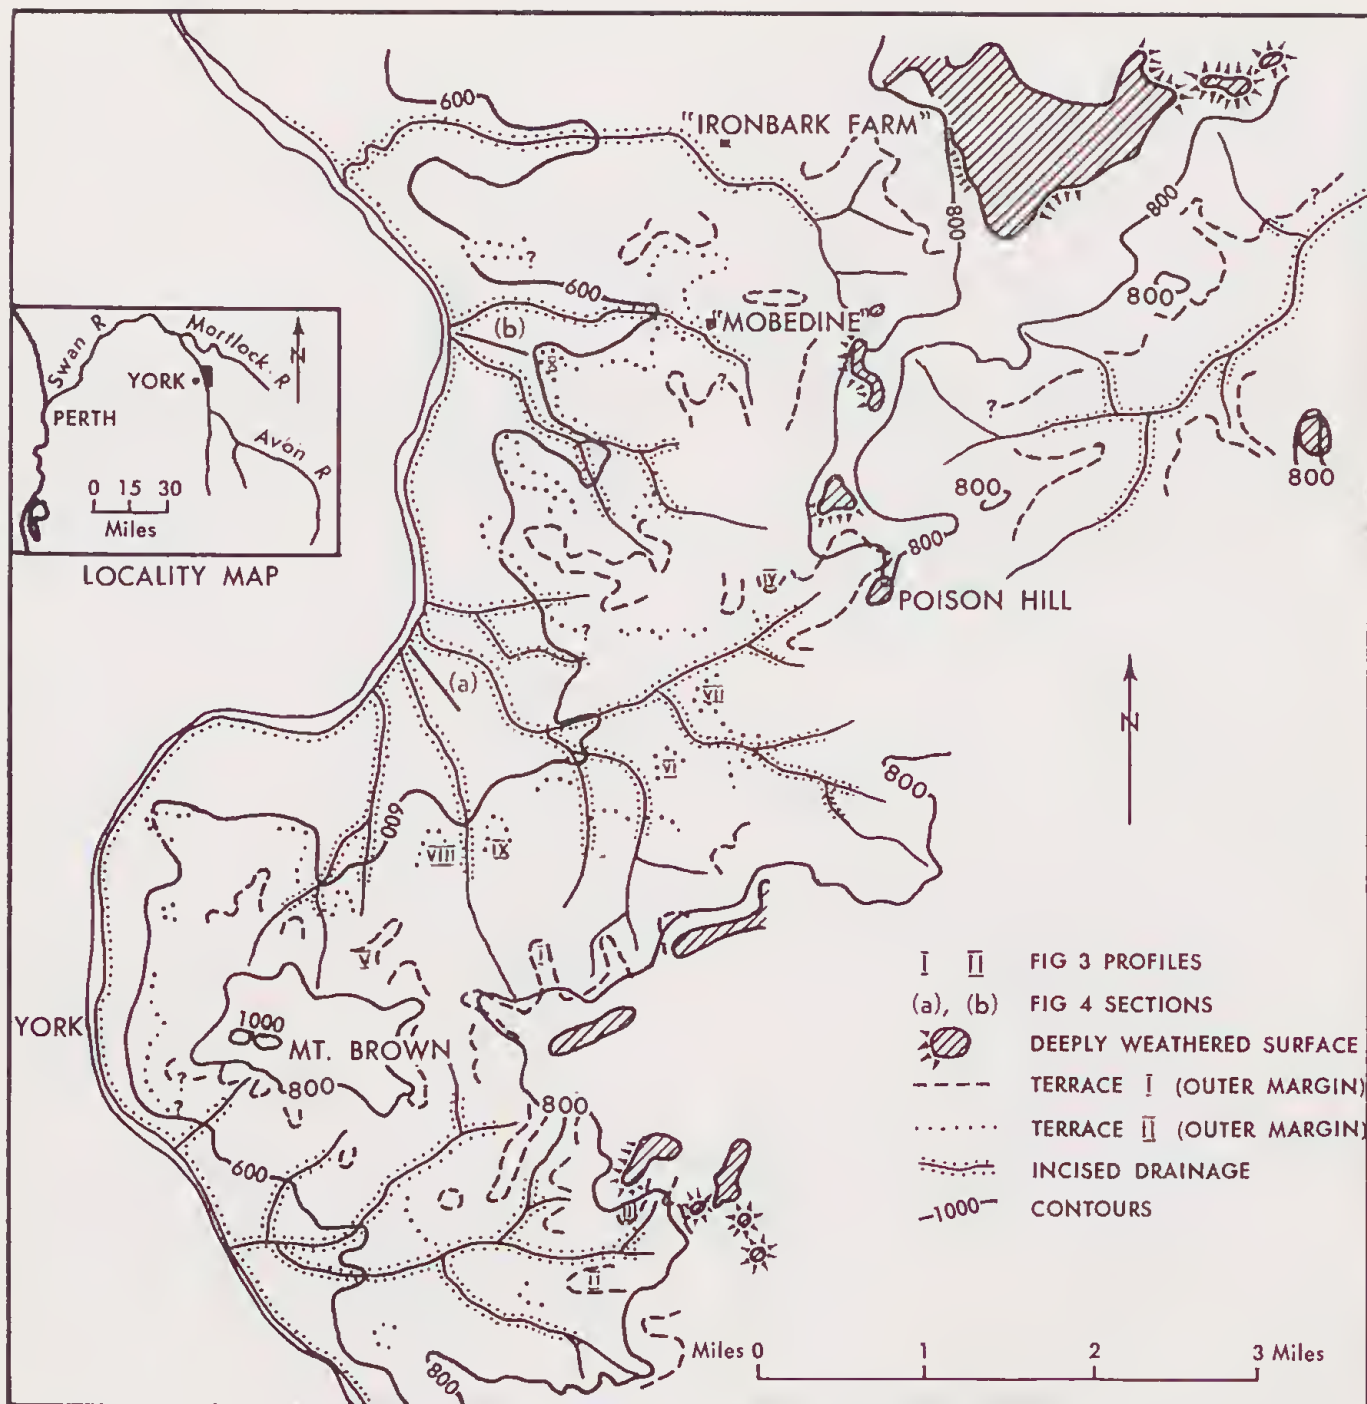 600
"IRONBARK FARM"
800
800
?
?
800
600
(b)
"MOBEDINE"
X
?
?
Swan R
Mortlock R
N
YORK
PERTH
Avon R
0 15 30
Miles
LOCALITY MAP
800
800
800
IV
POISON HILL
?
(a)
VII
N
VI
800
600
VIII
IX
V
I
I II FIG 3 PROFILES
(a), (b) FIG 4 SECTIONS
DEEPLY WEATHERED SURFACE
TERRACE I (OUTER MARGIN)
TERRACE II (OUTER MARGIN)
INCISED DRAINAGE
-1000- CONTOURS
YORK
1000
MT. BROWN
800
?
?
800
600
III
II
800
Miles 0 1 2 3 Miles